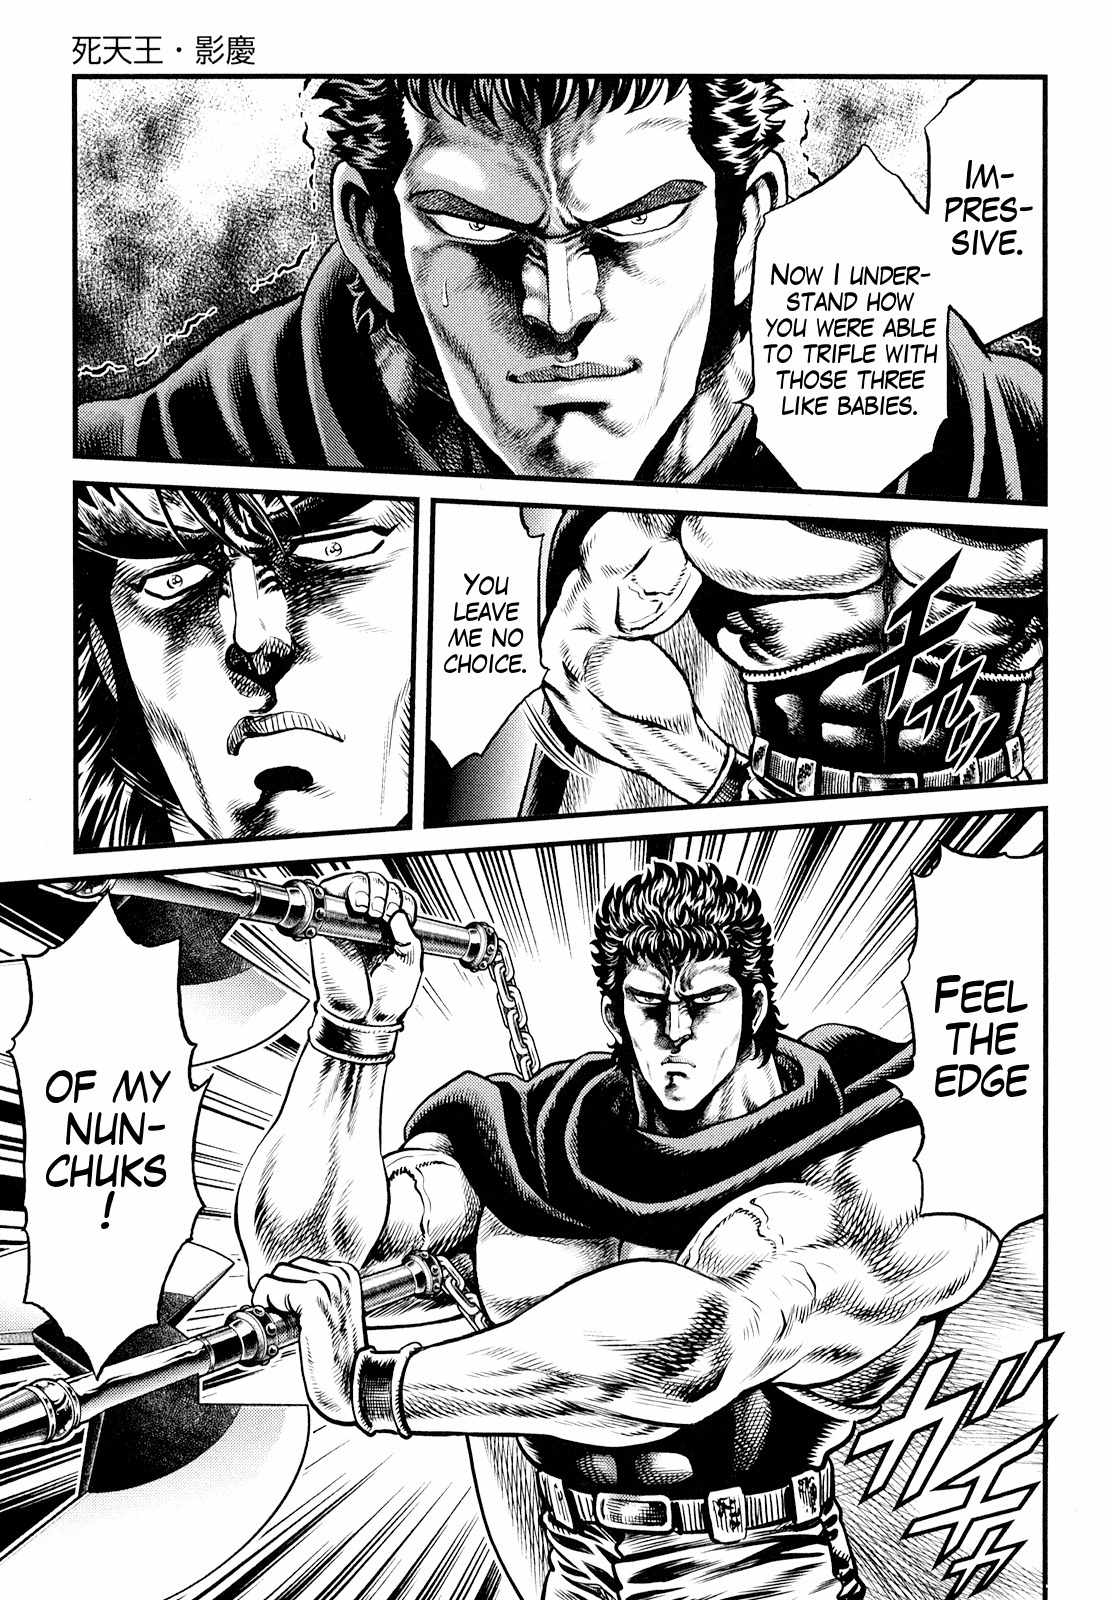 死天王・影慶
IM-
PRES-
SIVE.
NOW I UNDER-
STAND HOW
YOU WERE ABLE
TO TRIFLE WITH
THOSE THREE
LIKE BABIES.
YOU
LEAVE
ME NO
CHOICE.
FEEL
THE
EDGE
OF MY
NUN-
CHUKS
!